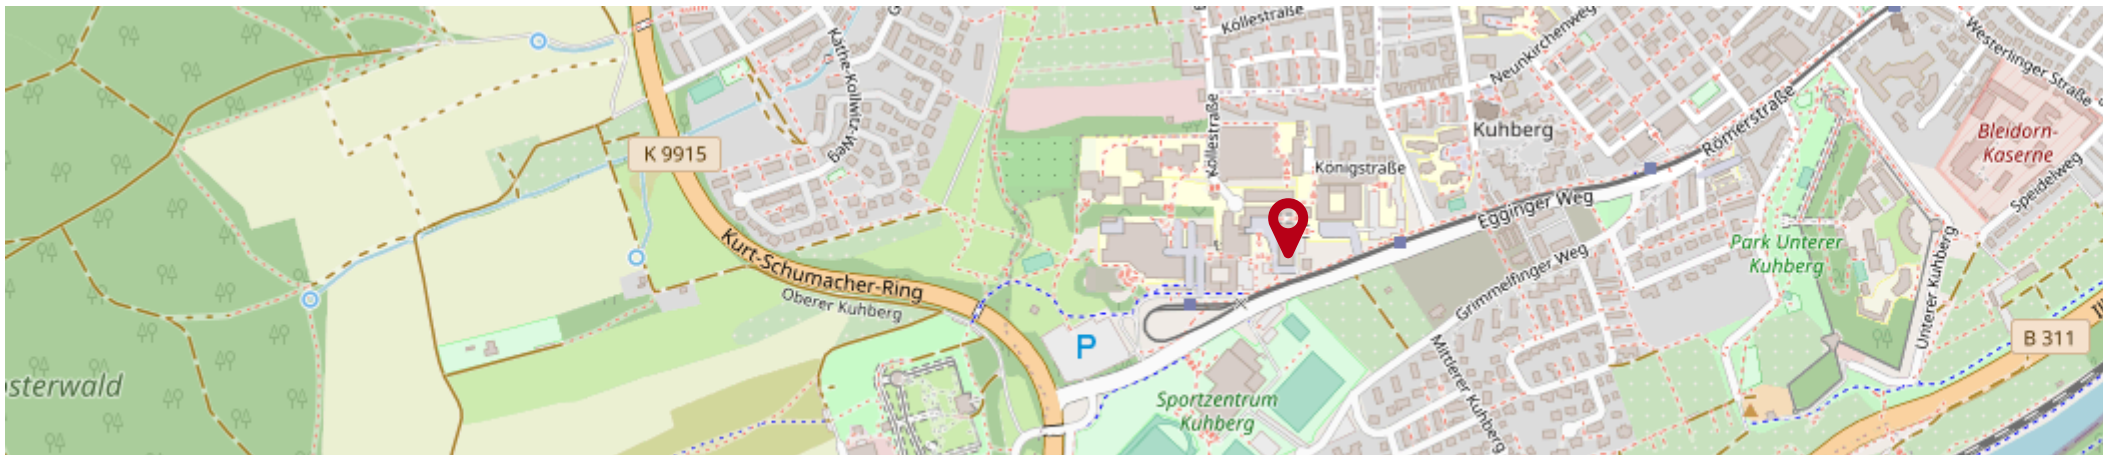 Köllestraße
Käthe-Kollwitz-Weg
Neunkirchenweg
Westerlinger Straße
Köllestraße
Römerstraße
Kuhberg
Bleidorn-
Kaserne
K 9915
Königstraße
Speidelweg
Egginger Weg
Park Unterer
Kuhberg
Kurt-Schumacher-Ring
Oberer Kuhberg
Grimmelfinger Weg
Unterer Kuhberg
P
B 311
Mittlerer Kuhberg
osterwald
Sportzentrum
Kuhberg